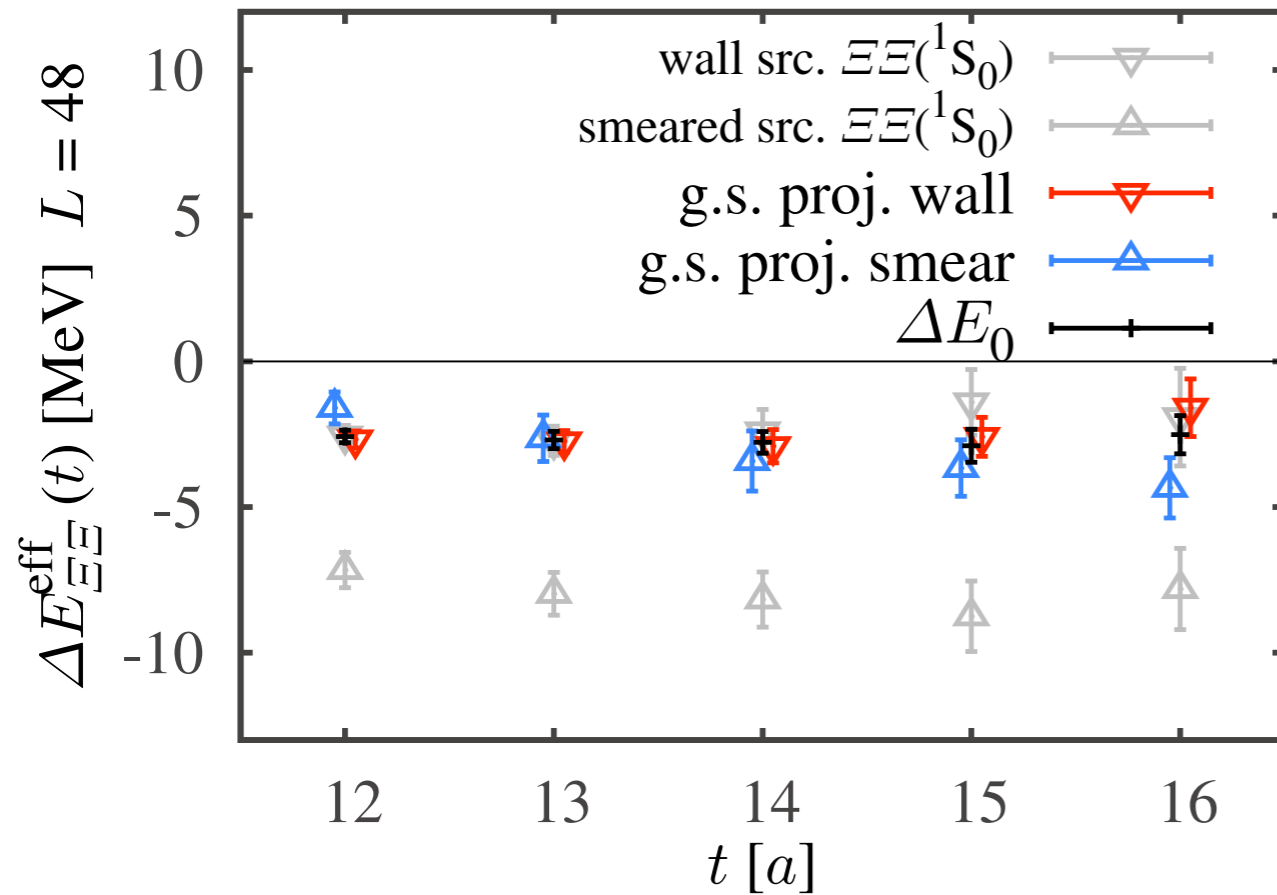 ΔE^eff_ΞΞ(t) [MeV] L = 48
10
5
0
-5
-10
wall src. ΞΞ(¹S₀)
smeared src. ΞΞ(¹S₀)
g.s. proj. wall
g.s. proj. smear
ΔE₀
12 13 14 15 16
t [a]